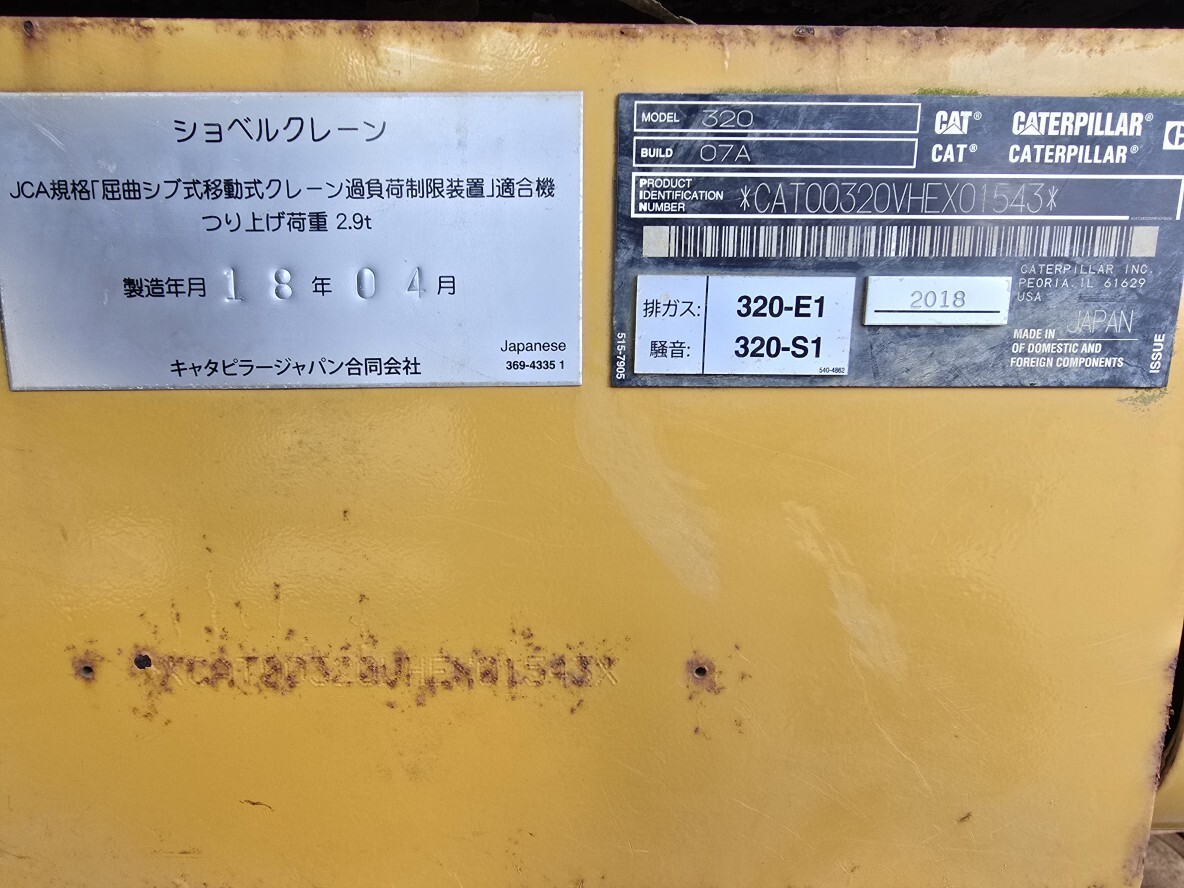 ショベルクレーン
JCA規格「屈曲ジブ式移動式クレーン過負荷制限装置」適合機
つり上げ荷重 2.9t
製造年月 18 年 04 月
キャタピラージャパン合同会社
Japanese
369-4335 1
MODEL 320
BUILD 07A
CAT® CATERPILLAR®
CAT® CATERPILLAR®
PRODUCT
IDENTIFICATION
NUMBER
*CAT00320VHEX01543*
CATERPILLAR INC.
PEORIA, IL 61629
USA
排ガス: 320-E1
騒音: 320-S1
540-4862
2018
MADE IN JAPAN
OF DOMESTIC AND
FOREIGN COMPONENTS
515-7905
ISSUE
*CAT00320VHEX01543*